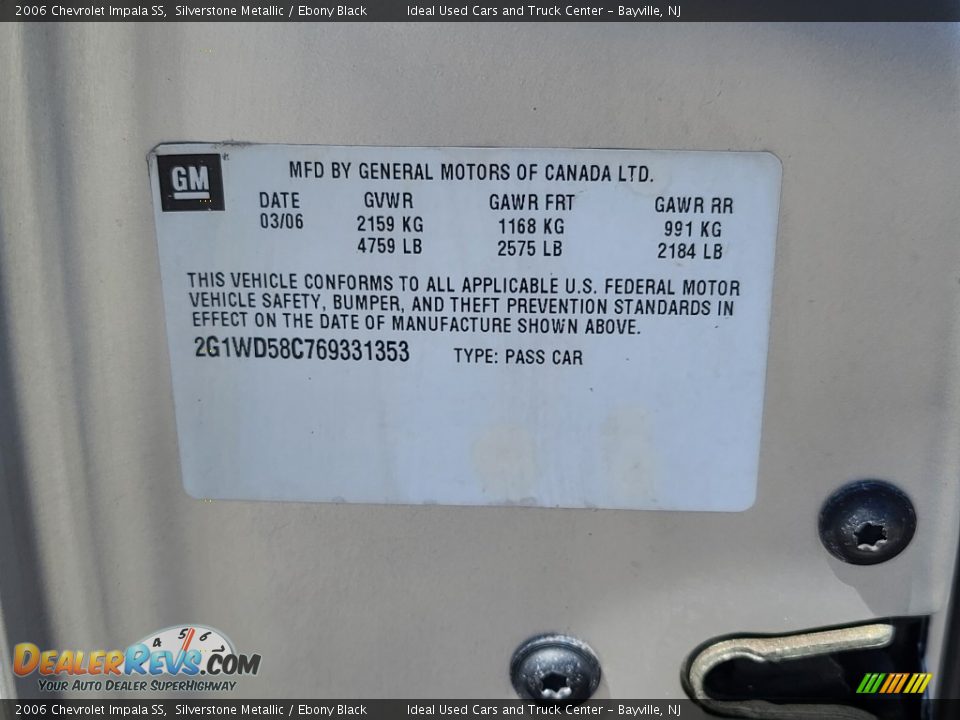 2006 Chevrolet Impala SS, Silverstone Metallic / Ebony Black Ideal Used Cars and Truck Center - Bayville, NJ
GM MFD BY GENERAL MOTORS OF CANADA LTD.
DATE GVWR GAWR FRT GAWR RR
03/06 2159 KG 1168 KG 991 KG
4759 LB 2575 LB 2184 LB
THIS VEHICLE CONFORMS TO ALL APPLICABLE U.S. FEDERAL MOTOR
VEHICLE SAFETY, BUMPER, AND THEFT PREVENTION STANDARDS IN
EFFECT ON THE DATE OF MANUFACTURE SHOWN ABOVE.
2G1WD58C769331353 TYPE: PASS CAR
4 5 6 7
DEALERREVS.COM
YOUR AUTO DEALER SUPERHIGHWAY
2006 Chevrolet Impala SS, Silverstone Metallic / Ebony Black Ideal Used Cars and Truck Center - Bayville, NJ